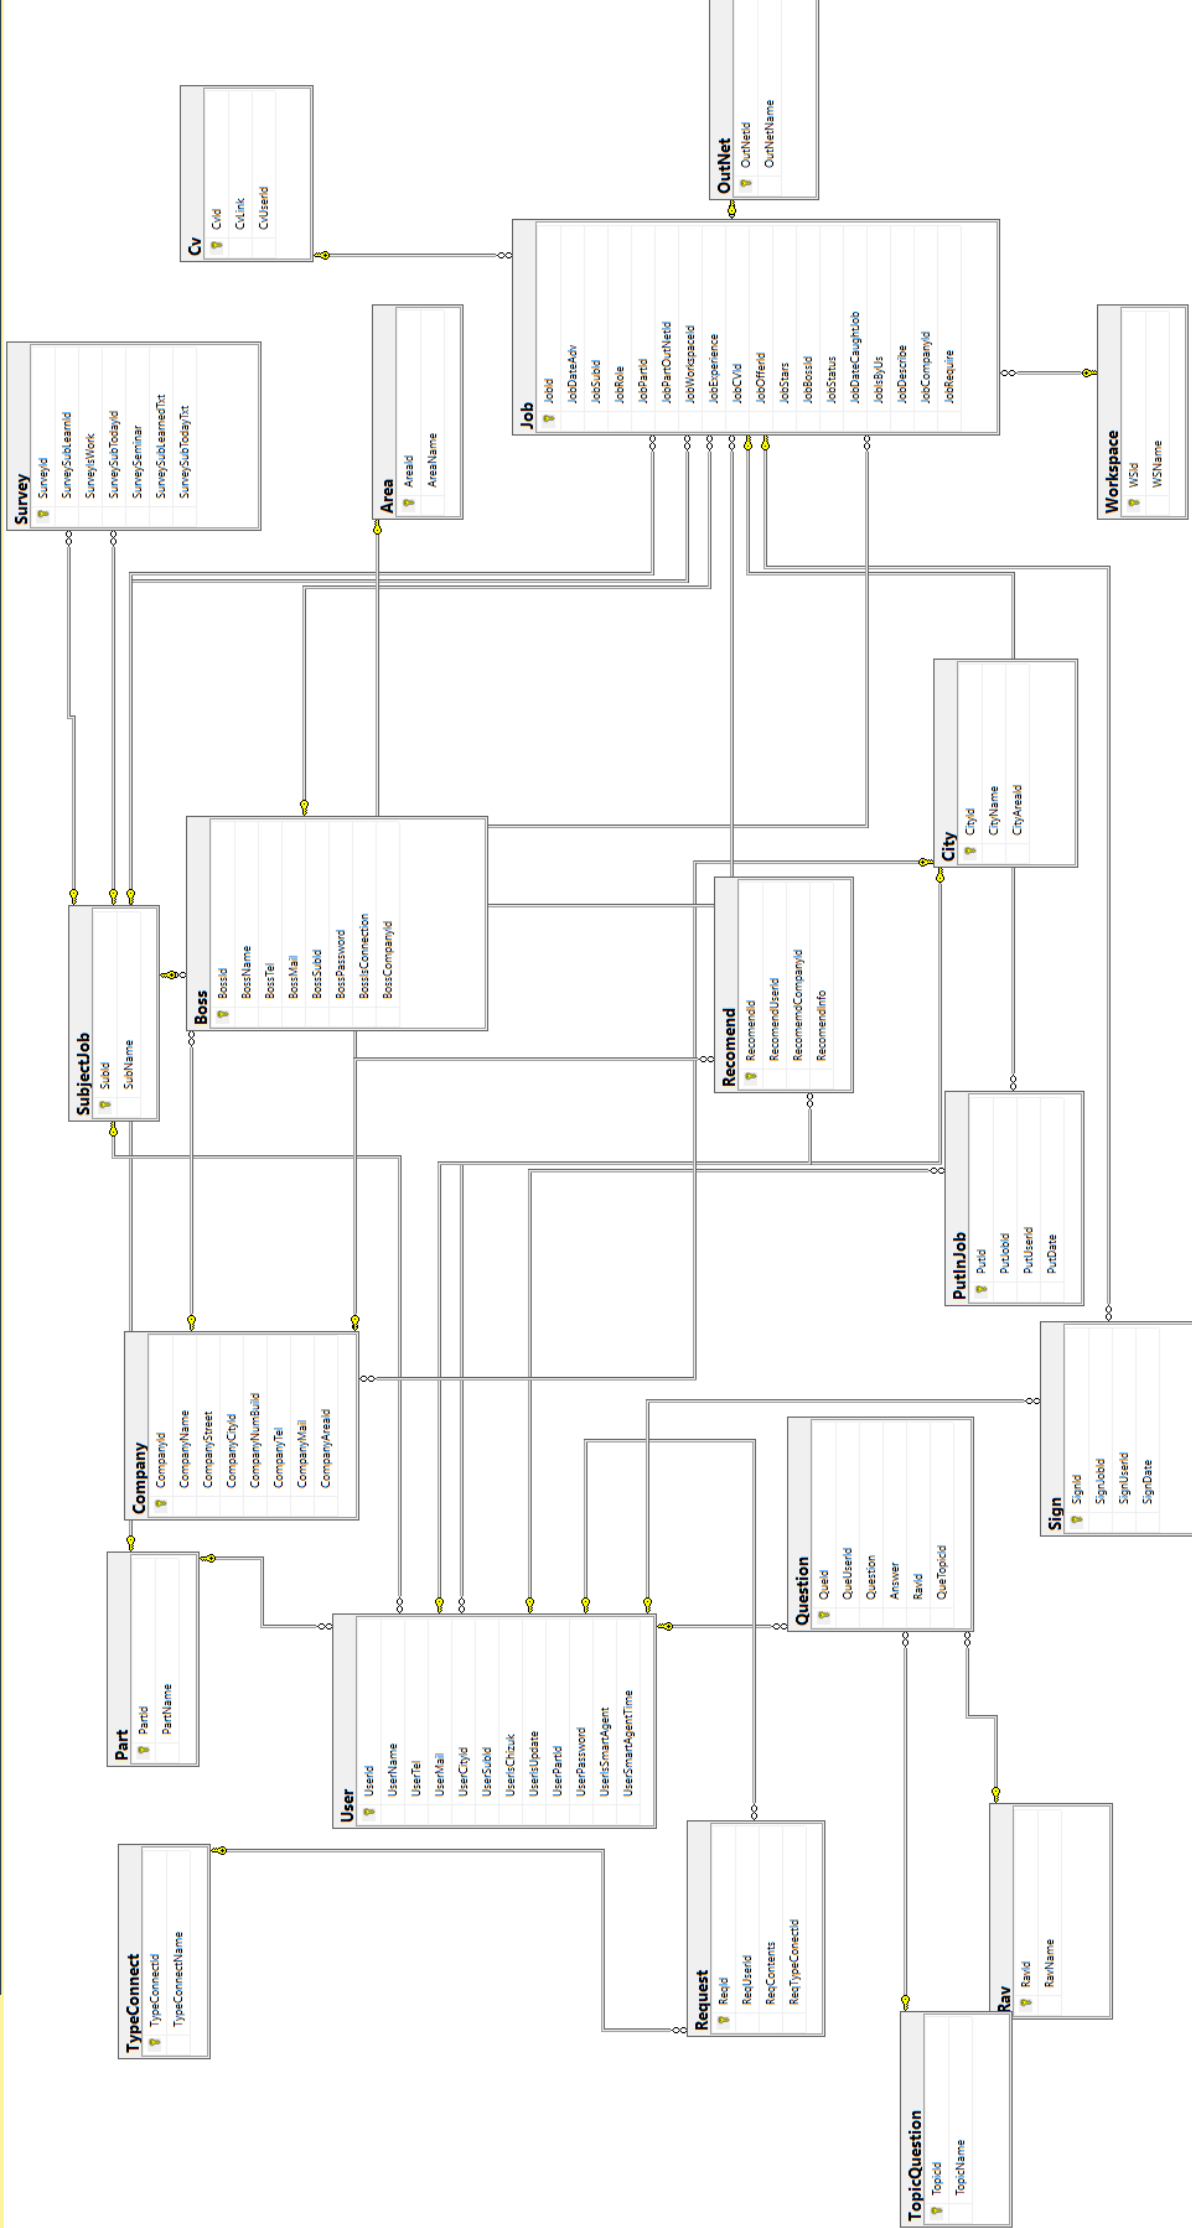 TypeConnect
TypeConnectId
TypeConnectName
Part
PartId
PartName
Company
CompanyId
CompanyName
CompanyStreet
CompanyCityId
CompanyNumBuild
CompanyTel
CompanyMail
CompanyAreaId
SubjectJob
SubId
SubName
Survey
SurveyId
SurveySubLearnId
SurveyIsWork
SurveySubTodayId
SurveySeminar
SurveySubLearnedTxt
SurveySubTodayTxt
Boss
BossId
BossName
BossTel
BossMail
BossSubId
BossPassword
BossIsConnection
BossCompanyId
Cv
CvId
CvLink
CvUserId
User
UserId
UserName
UserTel
UserMail
UserCityId
UserSubId
UserIsChizuk
UserIsUpdate
UserPartId
UserPassword
UserIsSmartAgent
UserSmartAgentTime
Area
AreaId
AreaName
Job
JobId
JobDateAdv
JobSubId
JobRole
JobPartId
JobPartOutNetId
JobWorkspaceId
JobExperience
JobCVId
JobOfferId
JobStars
JobBossId
JobStatus
JobDateCaughtJob
JobIsByUs
JobDescribe
JobCompanyId
JobRequire
Request
ReqId
ReqUserId
ReqContents
ReqTypeConectId
Recomend
RecomendId
RecomendUserId
RecomemdCompanyId
RecomendInfo
OutNet
OutNetId
OutNetName
Question
QueId
QueUserId
Question
Answer
RavId
QueTopicId
TopicQuestion
TopicId
TopicName
City
CityId
CityName
CityAreaId
PutInJob
PutId
PutJobId
PutUserId
PutDate
Rav
RavId
RavName
Sign
SignId
SignJobId
SignUserId
SignDate
Workspace
WSId
WSName